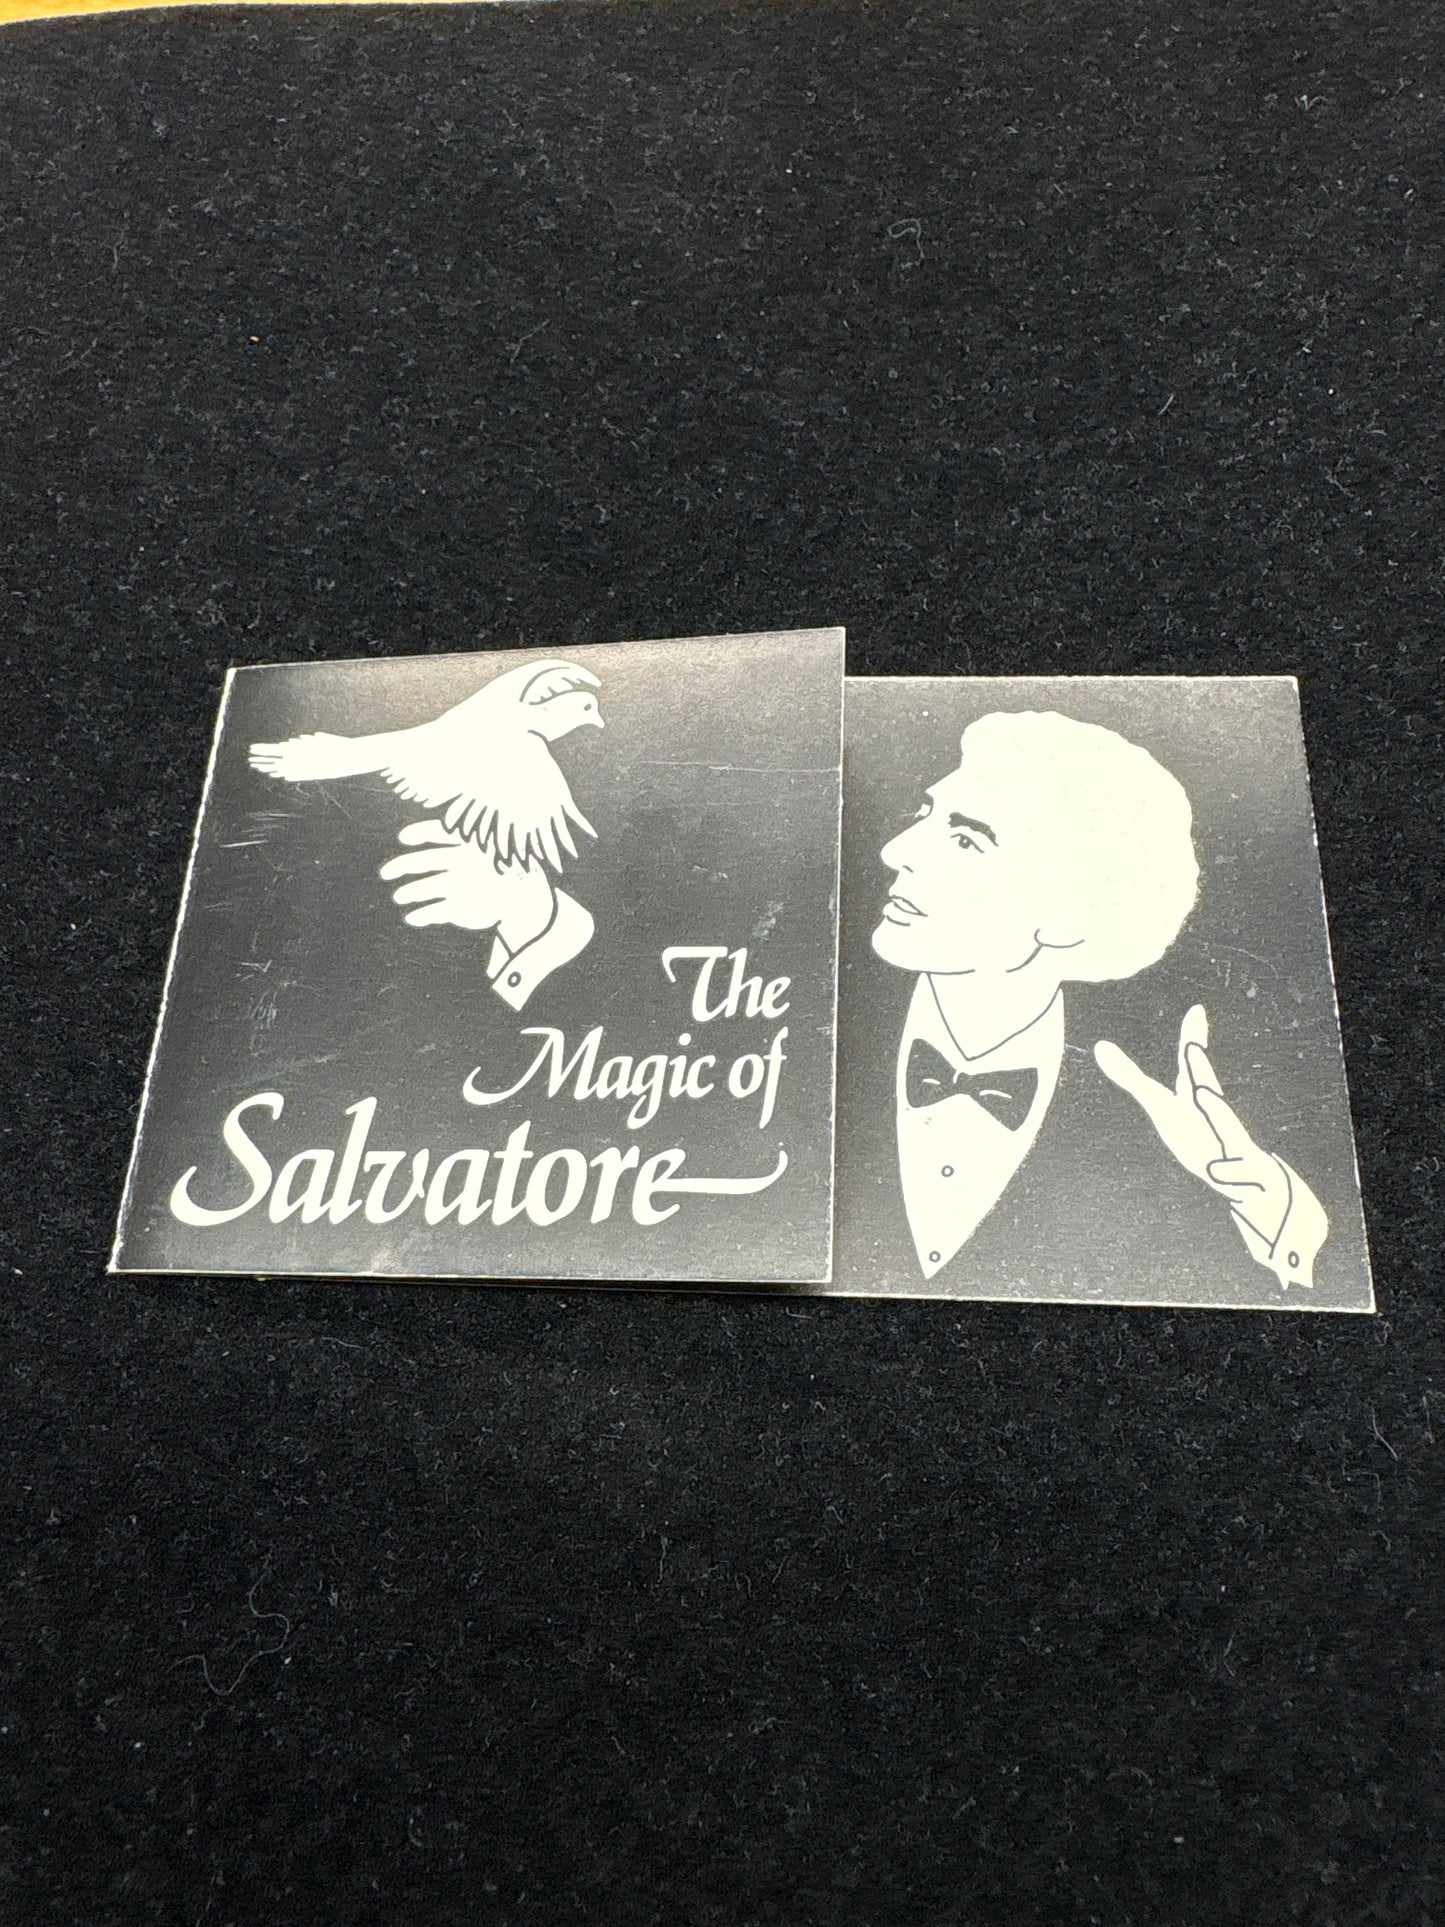 The
Magic of
Salvatore